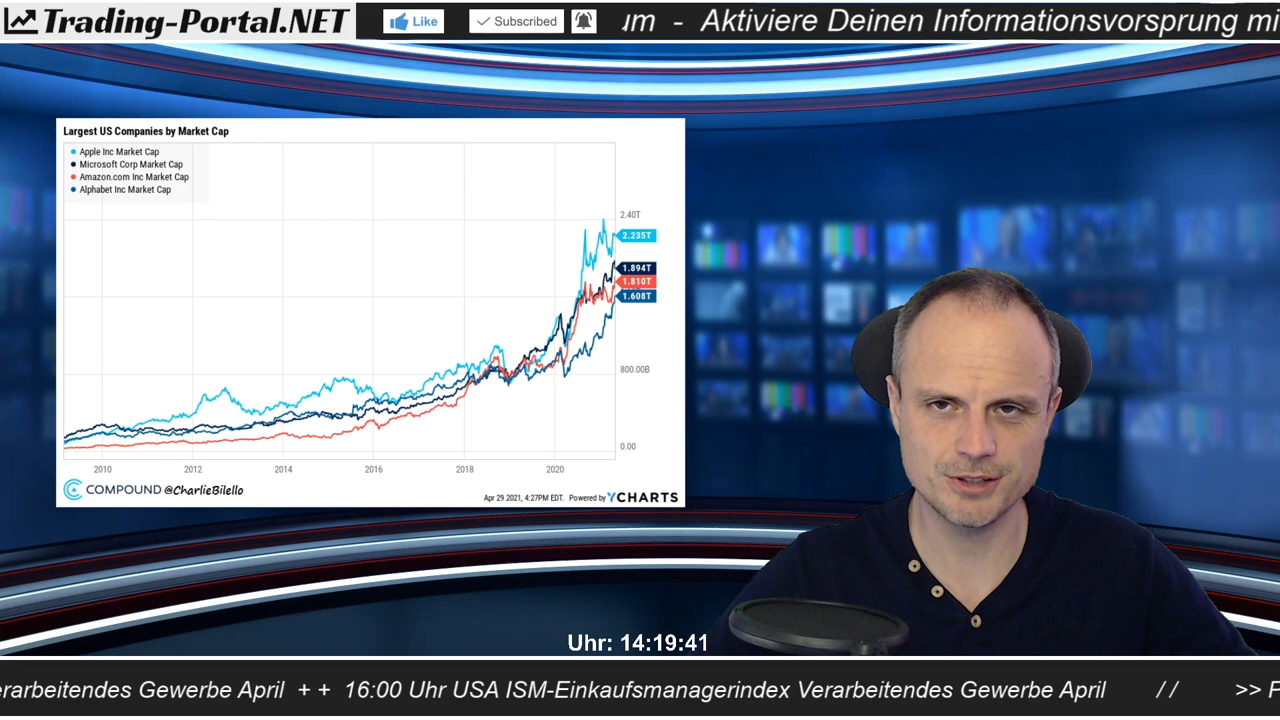 Trading-Portal.NET
Like
Subscribed
- Aktiviere Deinen Informationsvorsprung
Largest US Companies by Market Cap
Apple Inc Market Cap
Microsoft Corp Market Cap
Amazon.com Inc Market Cap
Alphabet Inc Market Cap
2.40T
2.235T
1.894T
1.810T
1.608T
800.00B
0.00
2010 2012 2014 2016 2018 2020
COMPOUND @CharlieBilello
Apr 29 2021, 4:27PM EDT. Powered by YCHARTS
Uhr: 14:19:41
erarbeitendes Gewerbe April ++ 16:00 Uhr USA ISM-Einkaufsmanagerindex Verarbeitendes Gewerbe April // >> F